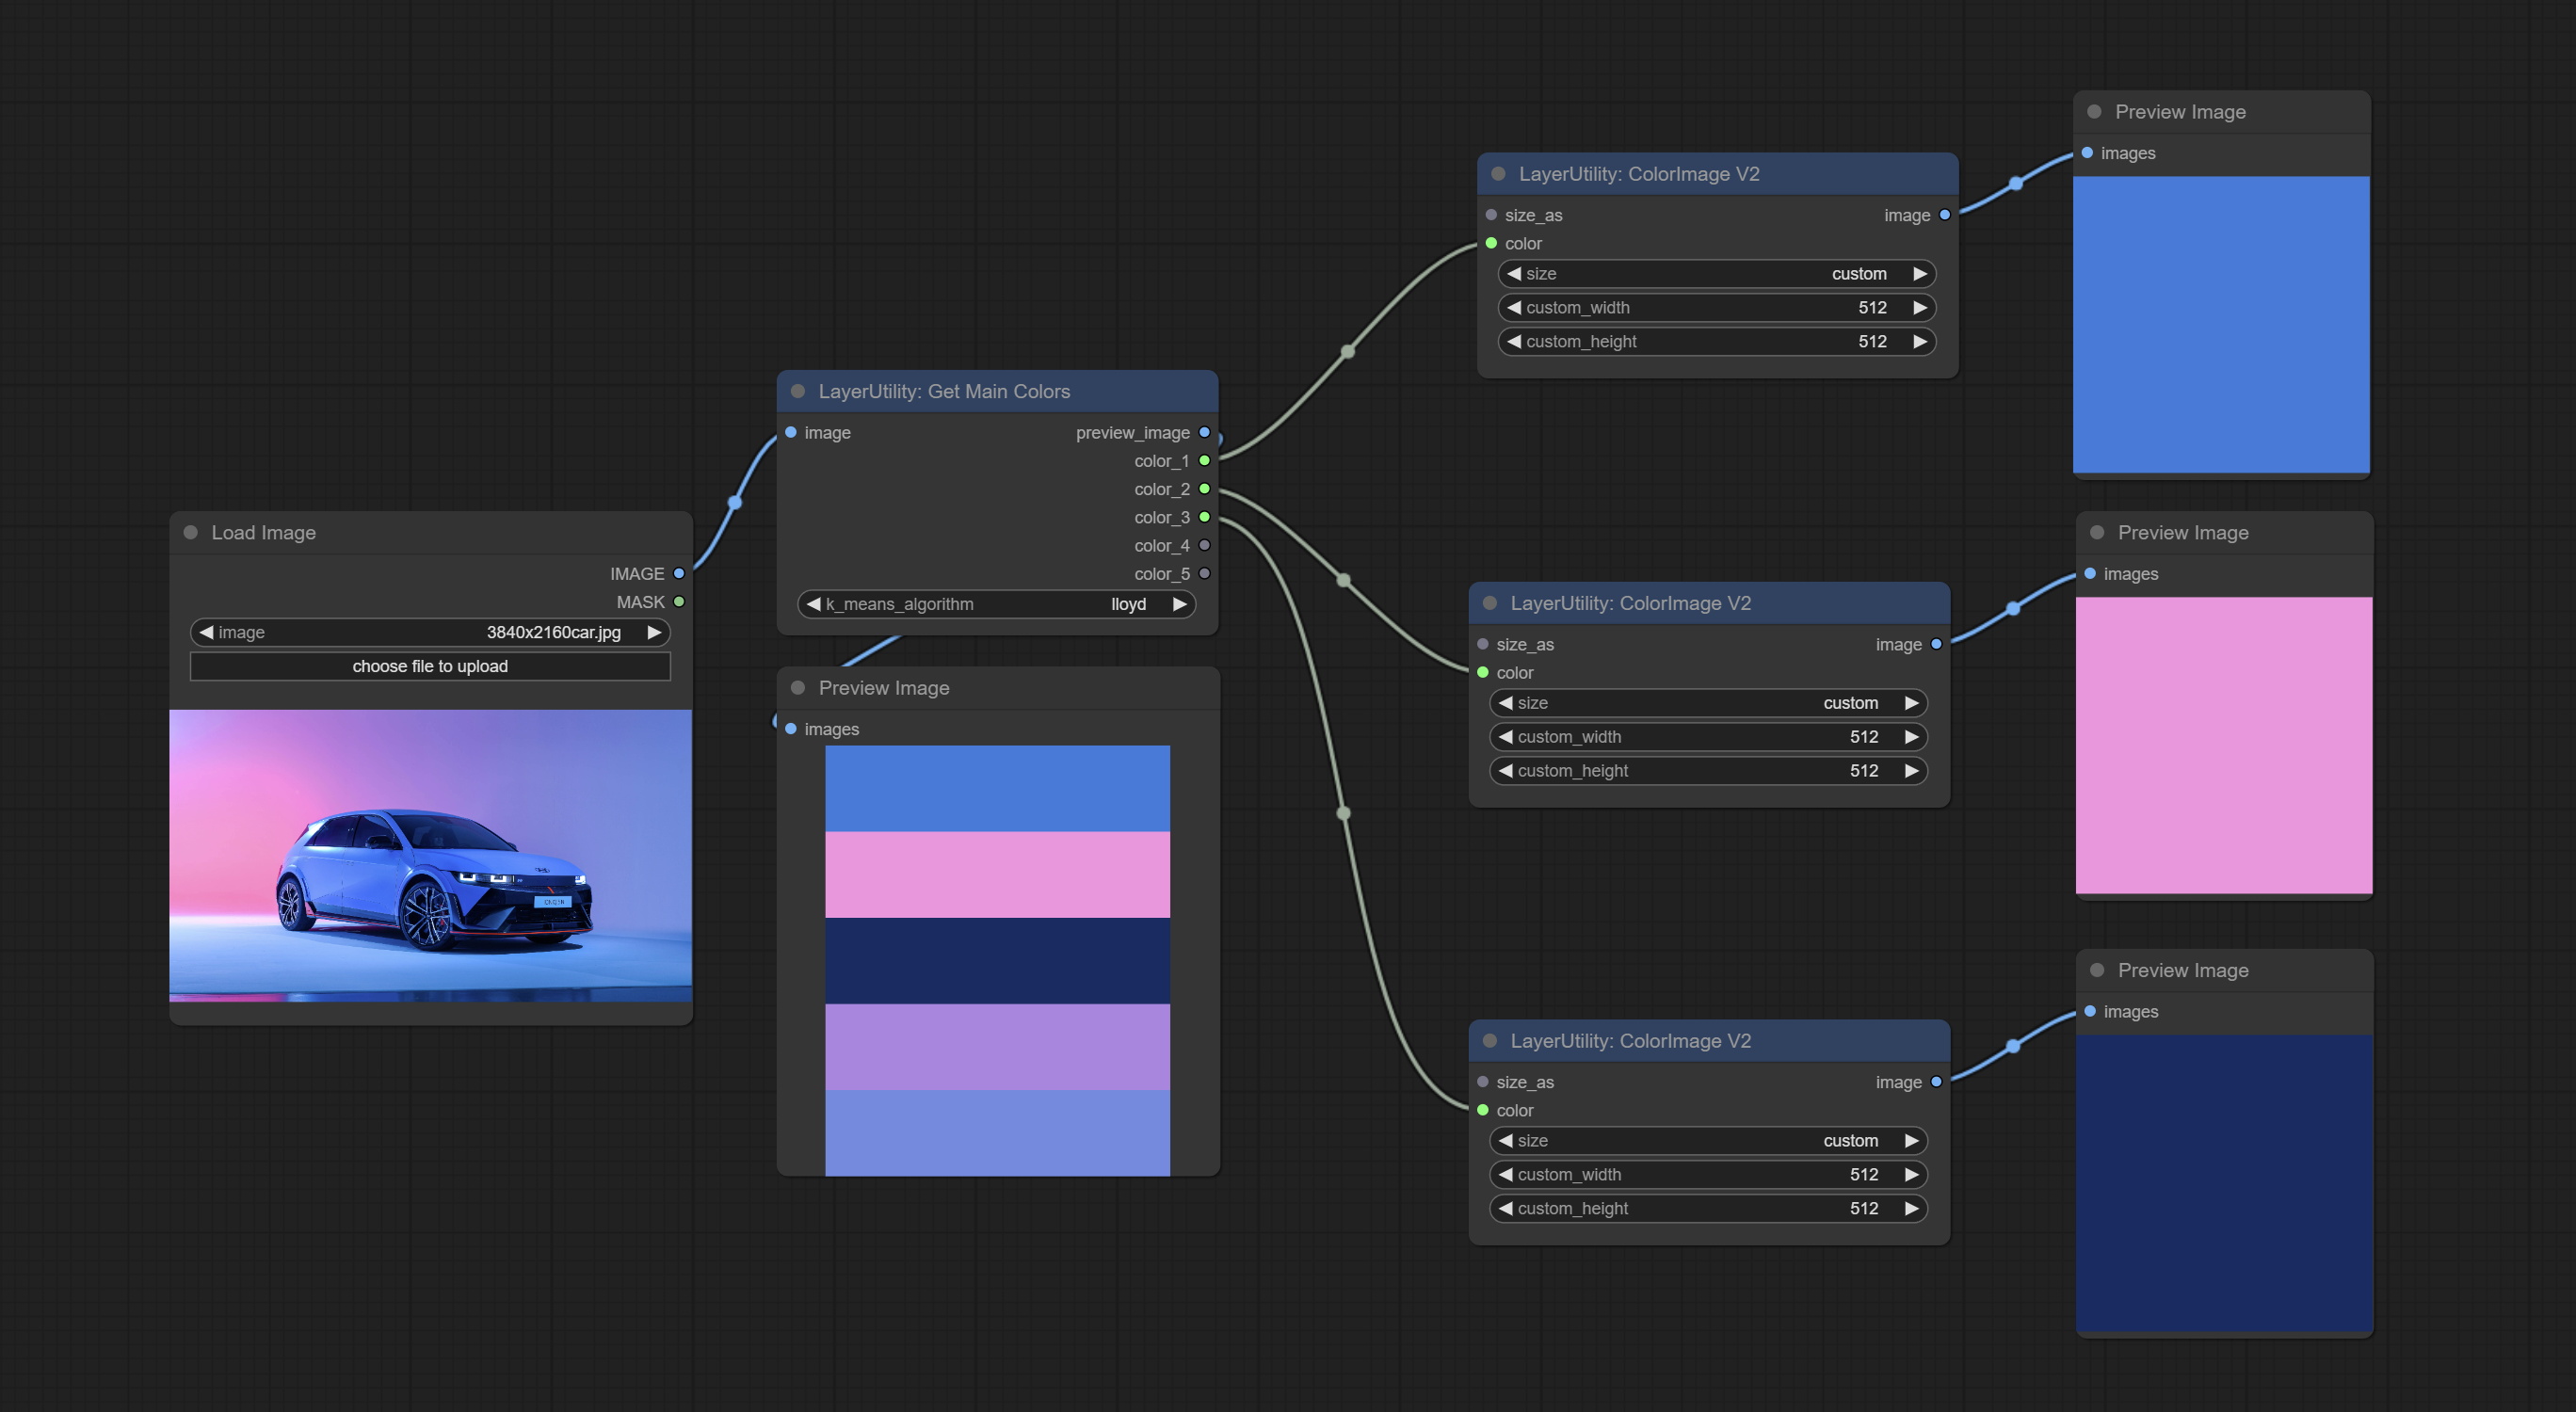 Load Image
IMAGE
MASK
image 3840x2160car.jpg
choose file to upload
LayerUtility: Get Main Colors
image preview_image
color_1
color_2
color_3
color_4
color_5
k_means_algorithm lloyd
Preview Image
images
LayerUtility: ColorImage V2
size_as image
color
size custom
custom_width 512
custom_height 512
Preview Image
images
LayerUtility: ColorImage V2
size_as image
color
size custom
custom_width 512
custom_height 512
Preview Image
images
LayerUtility: ColorImage V2
size_as image
color
size custom
custom_width 512
custom_height 512
Preview Image
images